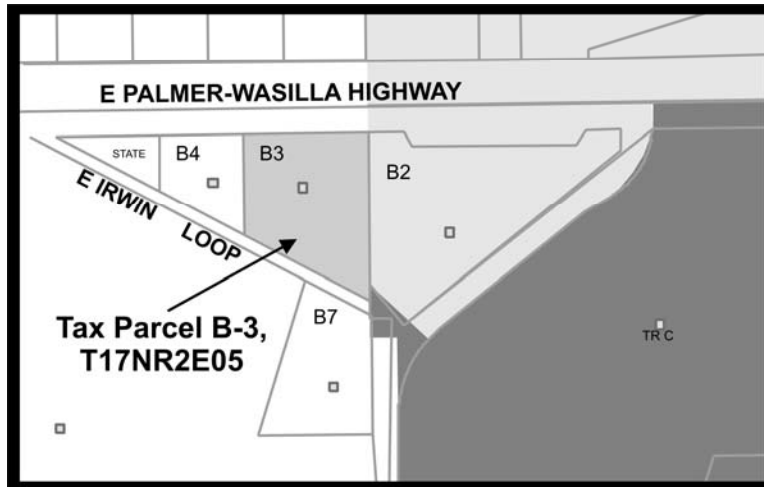 E PALMER-WASILLA HIGHWAY
STATE
B4
B3
B2
E IRWIN
LOOP
Tax Parcel B-3,
T17NR2E05
B7
TR C